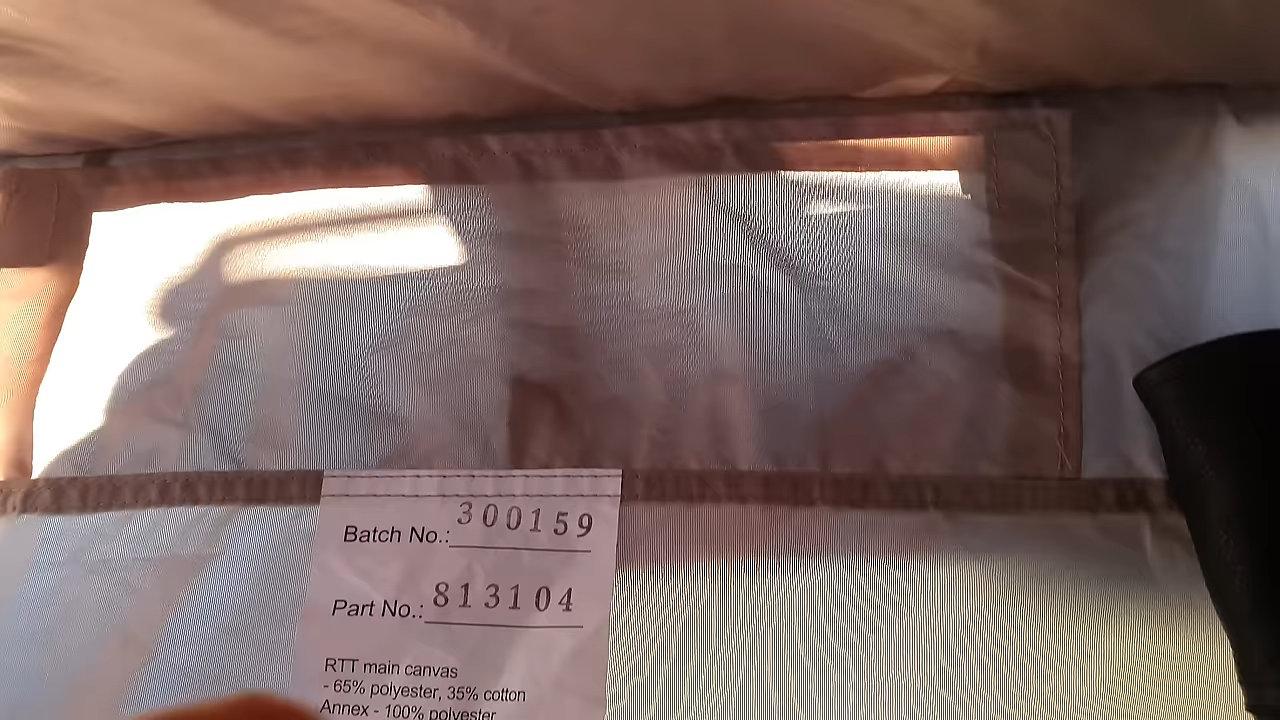 Batch No.: 300159
Part No.: 813104
RTT main canvas
- 65% polyester, 35% cotton
Annex - 100% polyester